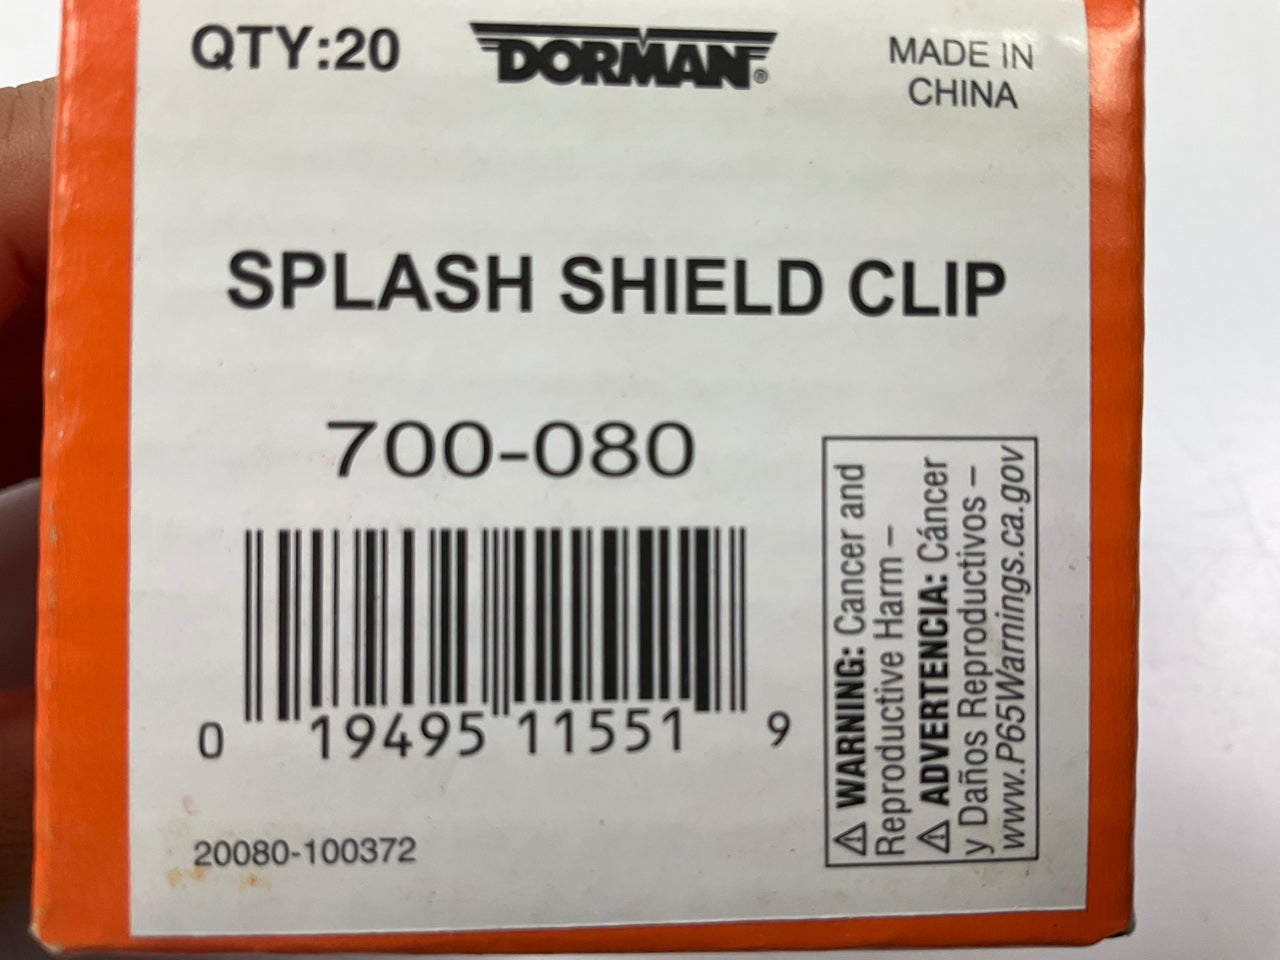 QTY:20
DORMAN®
MADE IN
CHINA
SPLASH SHIELD CLIP
700-080
0 19495 11551 9
20080-100372
⚠ WARNING: Cancer and
Reproductive Harm –
⚠ ADVERTENCIA: Cáncer
y Daños Reproductivos –
www.P65Warnings.ca.gov